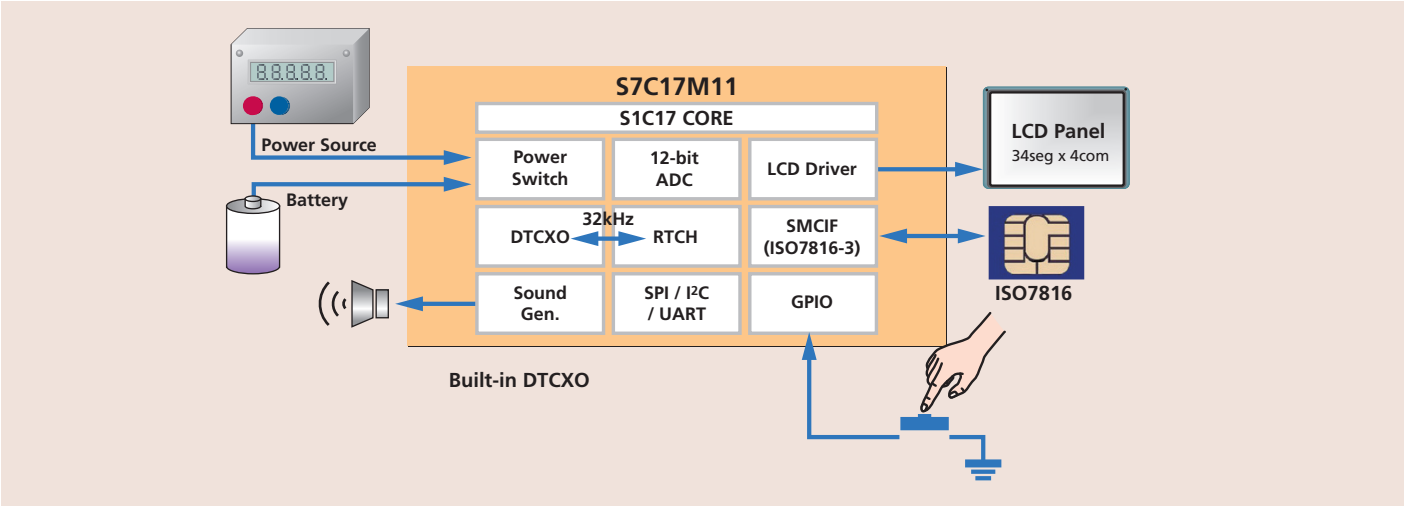 88888.
Power Source
Battery
S7C17M11
S1C17 CORE
Power
Switch
12-bit
ADC
LCD Driver
DTCXO
32kHz
RTCH
SMCIF
(ISO7816-3)
Sound
Gen.
SPI / I²C
/ UART
GPIO
LCD Panel
34seg x 4com
ISO7816
Built-in DTCXO